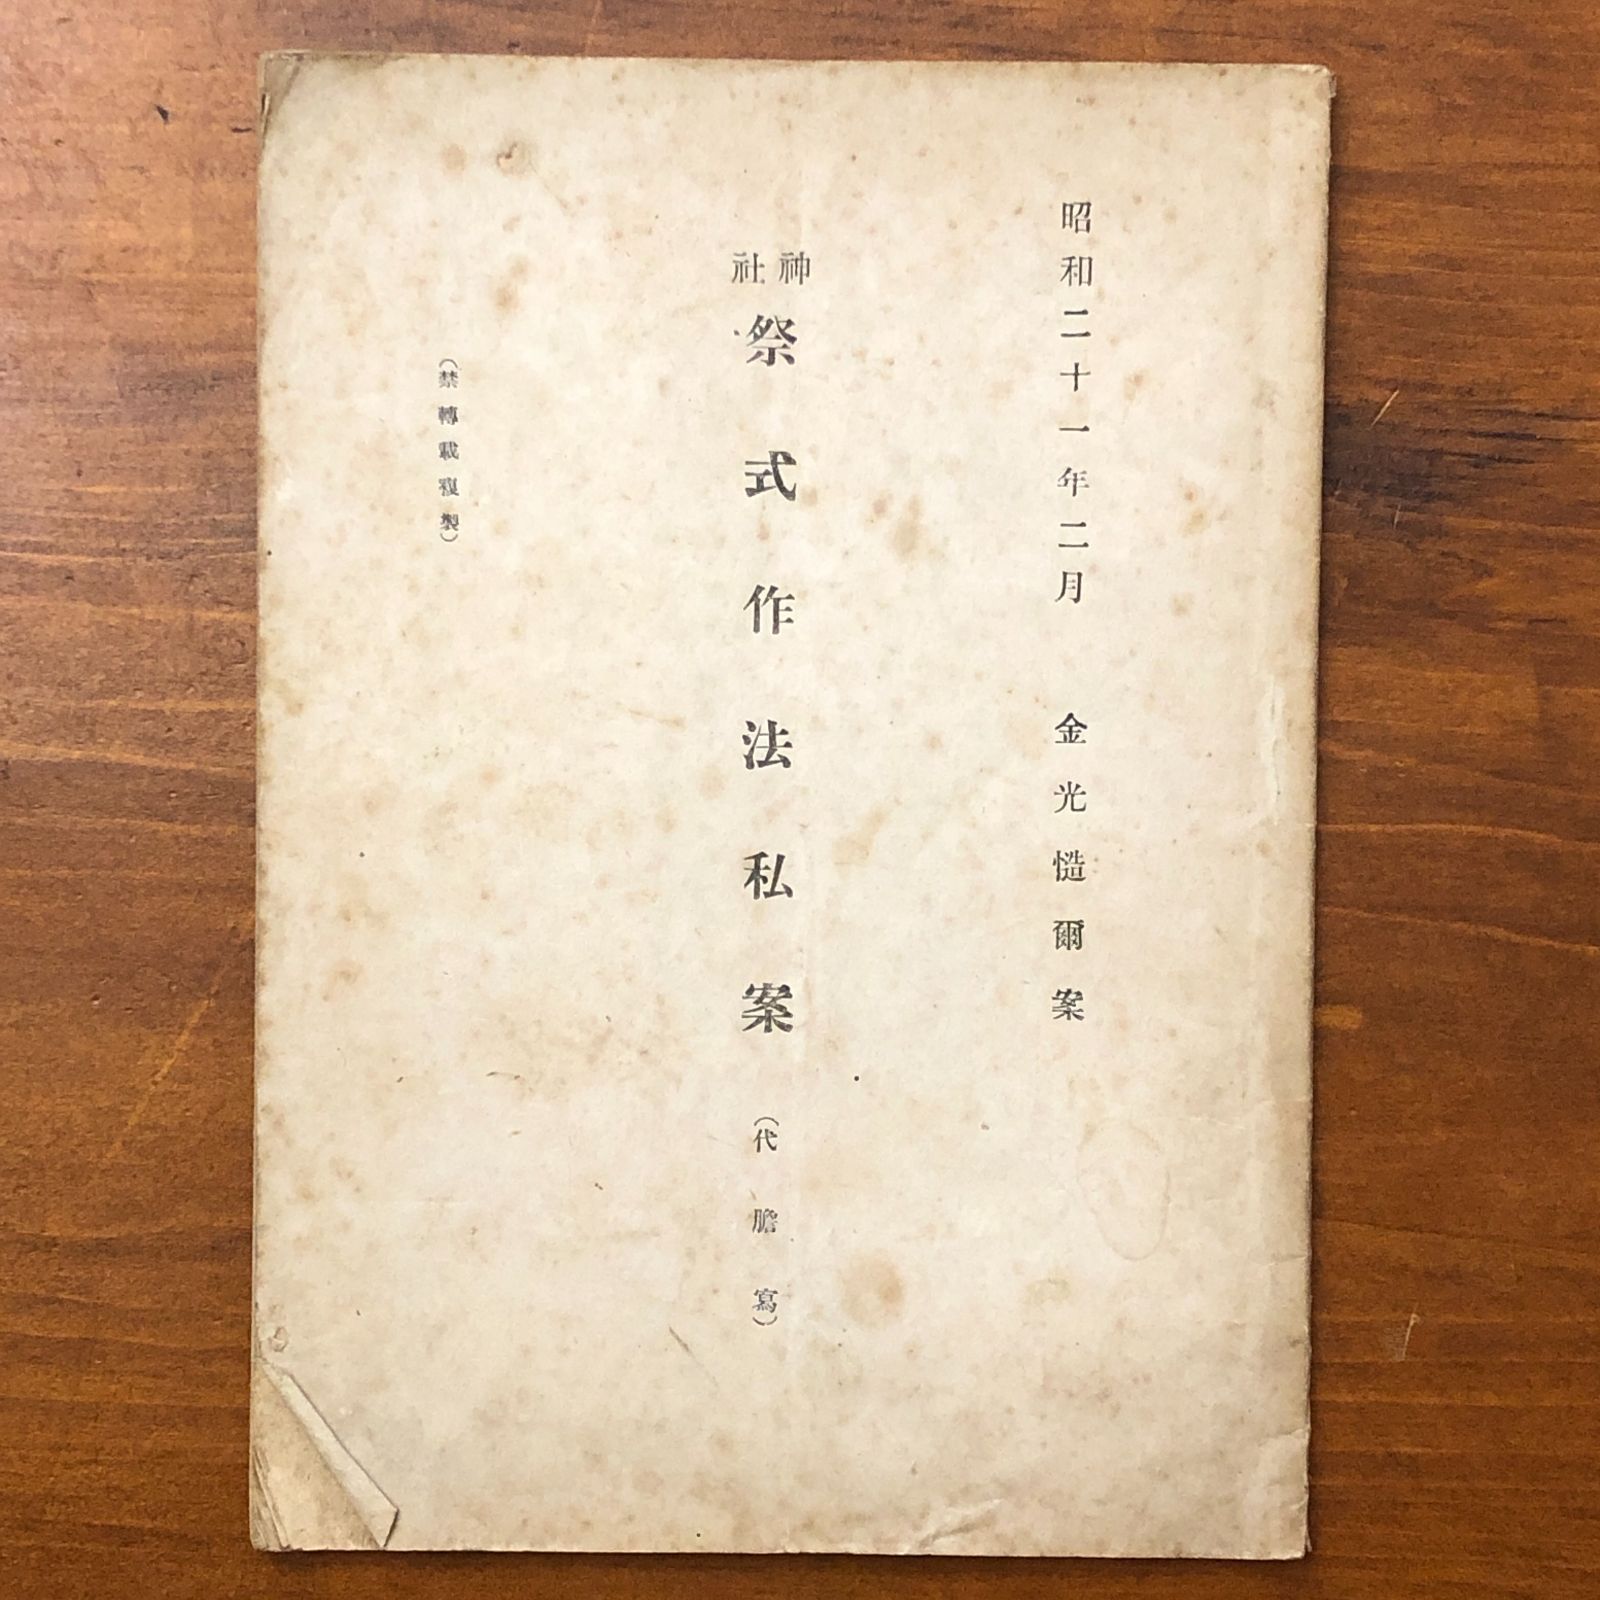 昭和二十一年二月　金光慥爾案
神社祭式作法私案（代謄寫）
（禁轉載複製）